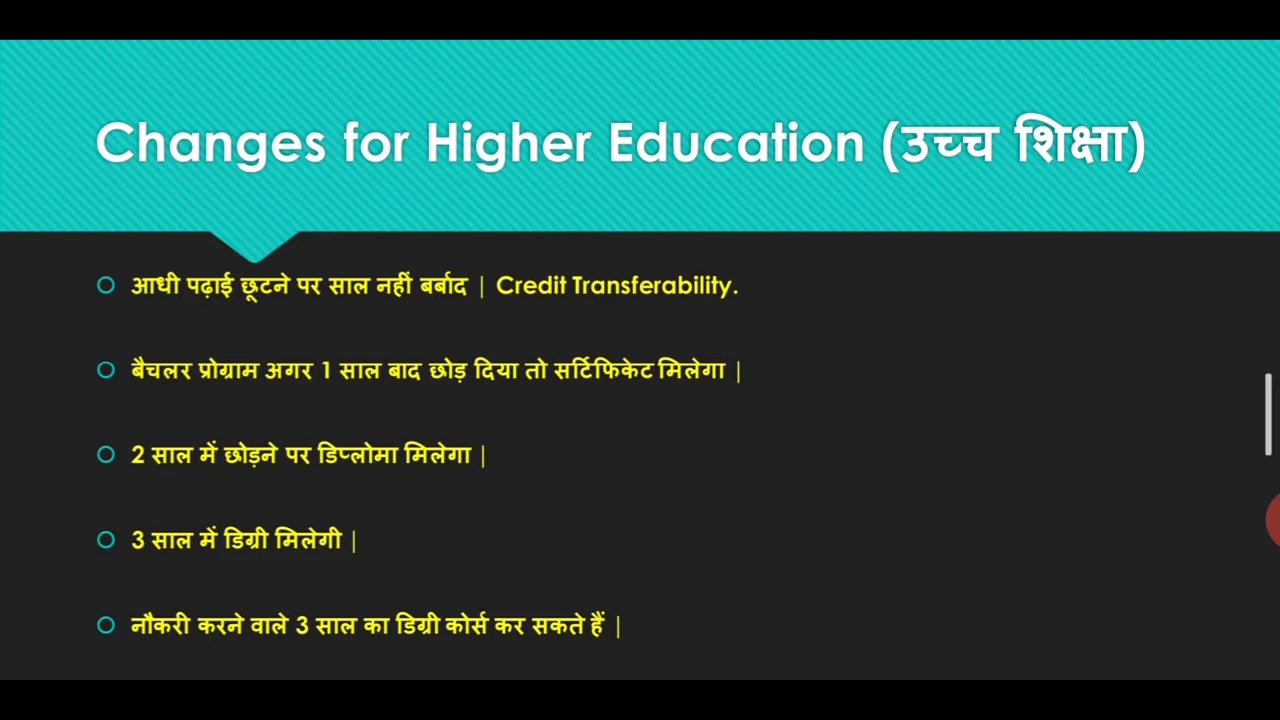 Changes for Higher Education (उच्च शिक्षा)
आधी पढ़ाई छूटने पर साल नहीं बर्बाद | Credit Transferability.
बैचलर प्रोग्राम अगर 1 साल बाद छोड़ दिया तो सर्टिफिकेट मिलेगा |
2 साल में छोड़ने पर डिप्लोमा मिलेगा |
3 साल में डिग्री मिलेगी |
नौकरी करने वाले 3 साल का डिग्री कोर्स कर सकते हैं |